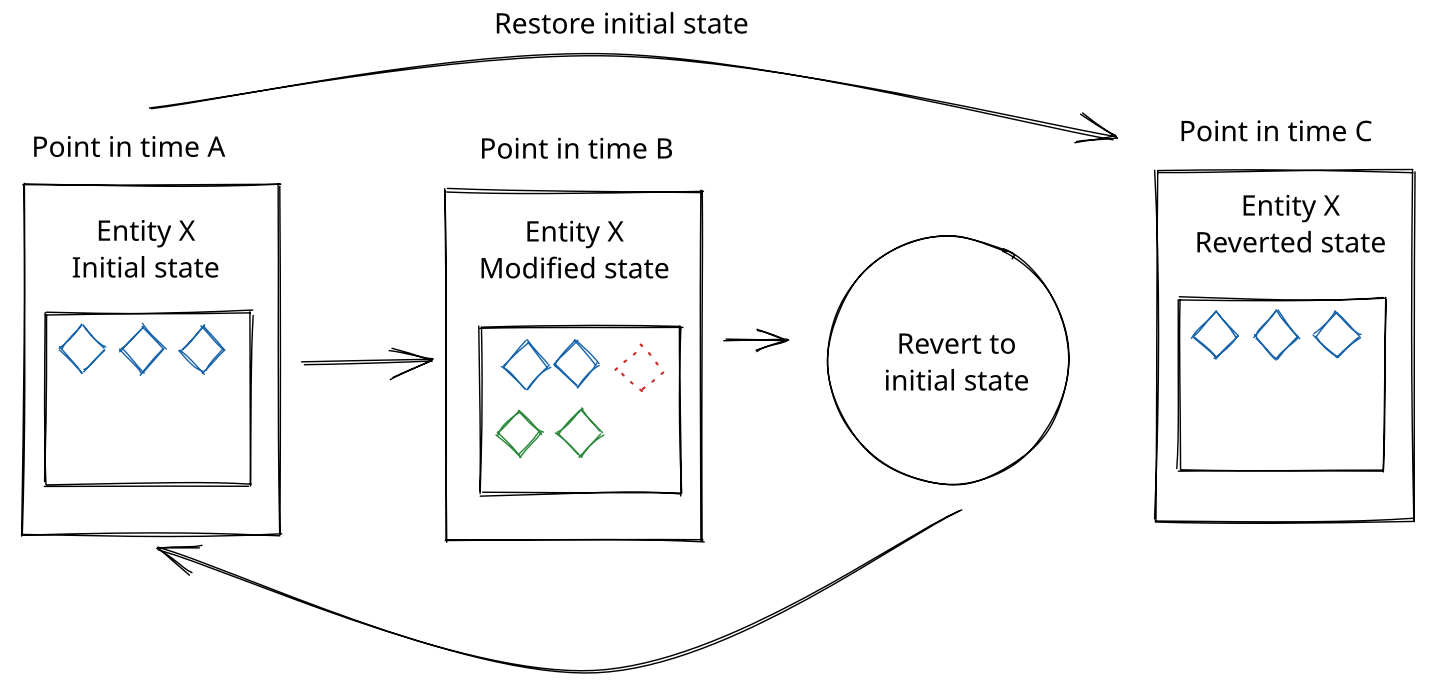 Restore initial state
Point in time A
Point in time B
Point in time C
Entity X
Initial state
Entity X
Modified state
Revert to
initial state
Entity X
Reverted state